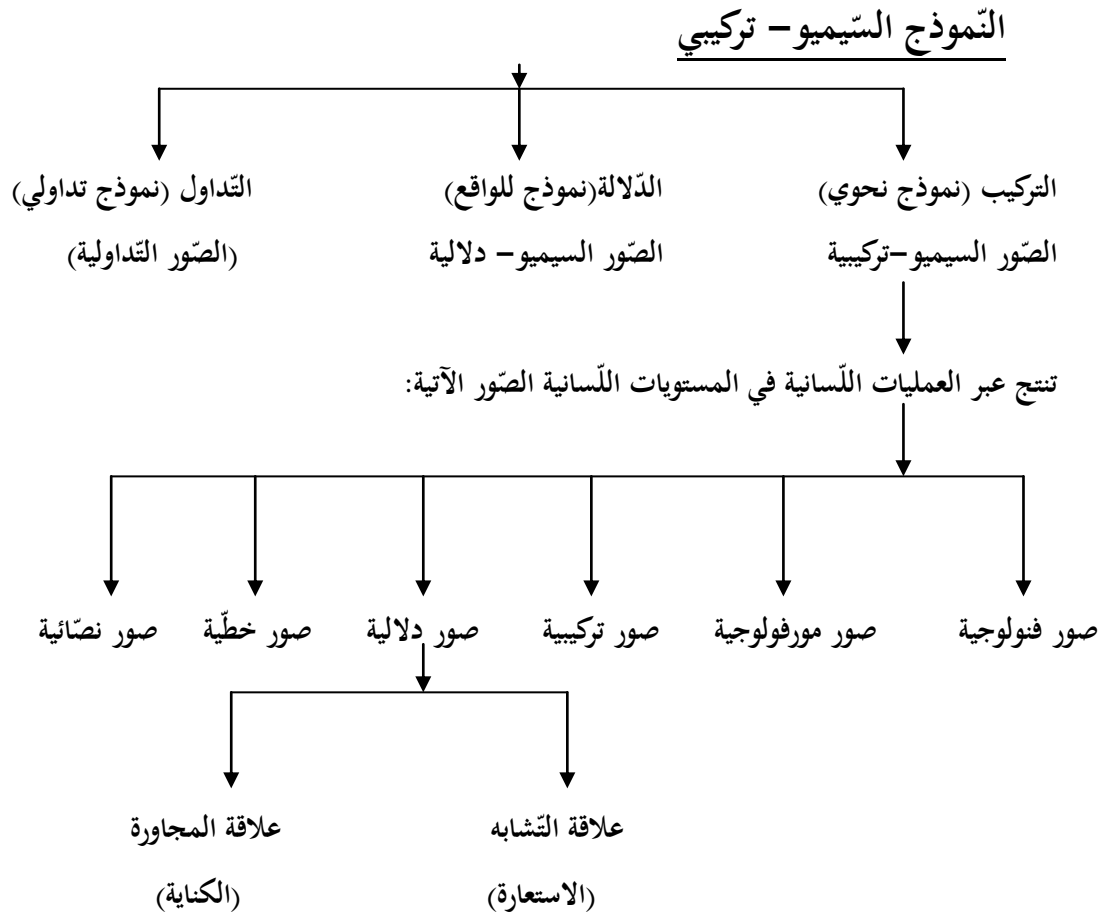 النّموذج السّيميو – تركيبي
التركيب (نموذج نحوي) الدّلالة(نموذج للواقع) التّداول (نموذج تداولي)
الصّور السيميو –تركيبية الصّور السيميو – دلالية (الصّور التّداولية)
تنتج عبر العمليات اللّسانية في المستويات اللّسانية الصّور الآتية:
صور فنولوجية صور مورفولوجية صور تركيبية صور دلالية صور خطّية صور نصّائية
علاقة التّشابه علاقة المجاورة
(الاستعارة) (الكناية)